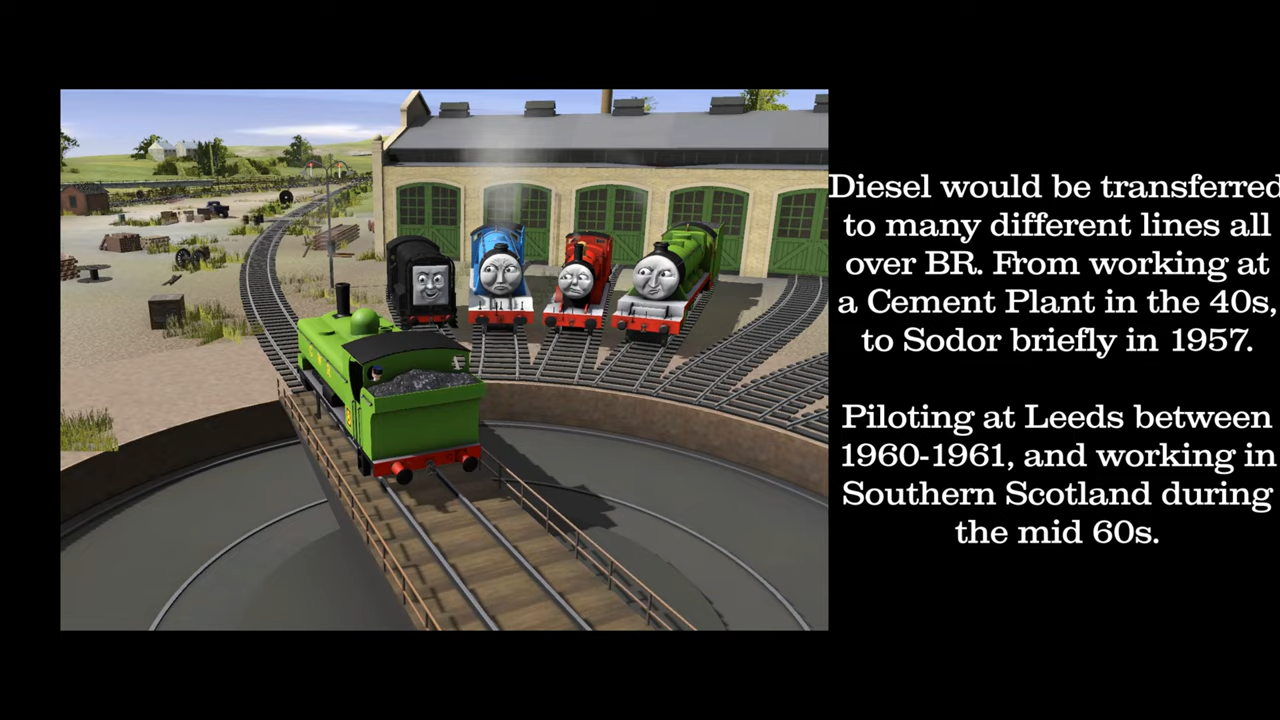 Diesel would be transferred
to many different lines all
over BR. From working at
a Cement Plant in the 40s,
to Sodor briefly in 1957.
Piloting at Leeds between
1960-1961, and working in
Southern Scotland during
the mid 60s.